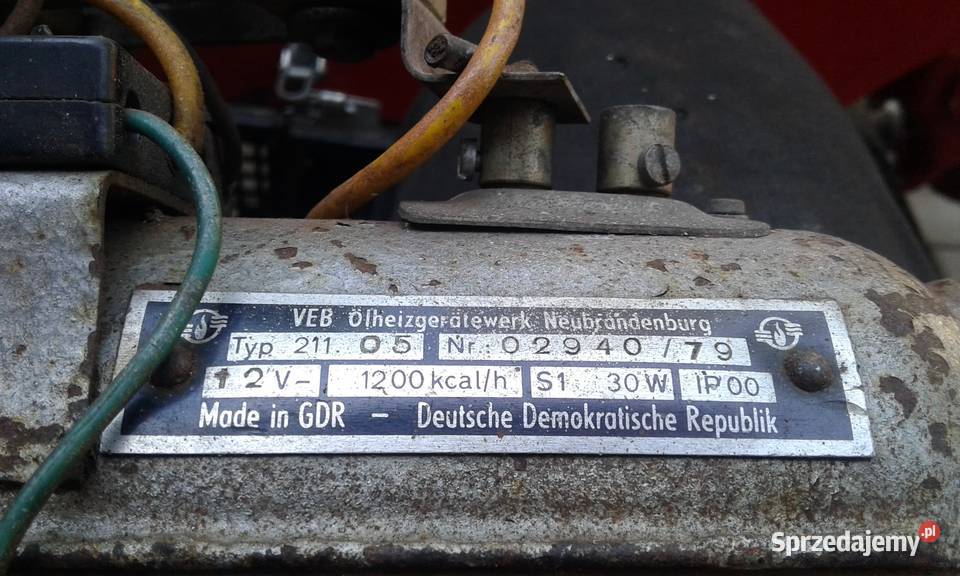 VEB Ölheizgerätewerk Neubrandenburg
Typ 211. 05 Nr. 02940/79
12 V- 1200 kcal/h S1 30W IP00
Made in GDR - Deutsche Demokratische Republik
Sprzedajemy.pl